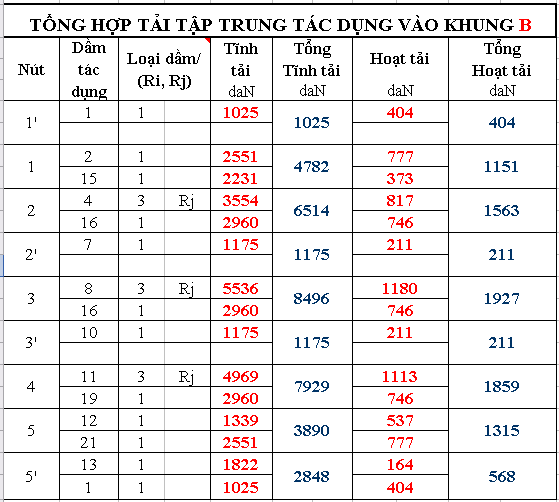 TỔNG HỢP TẢI TẬP TRUNG TÁC DỤNG VÀO KHUNG B
Nút Dầm tác dụng Loại dầm/ (Ri, Rj) Tĩnh tải daN Tổng Tĩnh tải daN Hoạt tải daN Tổng Hoạt tải daN
1' 1 1 1025 1025 404 404
1 2 1 2551 4782 777 1151
15 1 2231 373
2 4 3 Rj 3554 6514 817 1563
16 1 2960 746
2' 7 1 1175 1175 211 211
3 8 3 Rj 5536 8496 1180 1927
16 1 2960 746
3' 10 1 1175 1175 211 211
4 11 3 Rj 4969 7929 1113 1859
19 1 2960 746
5 12 1 1339 3890 537 1315
21 1 2551 777
5' 13 1 1822 2848 164 568
1 1 1025 404